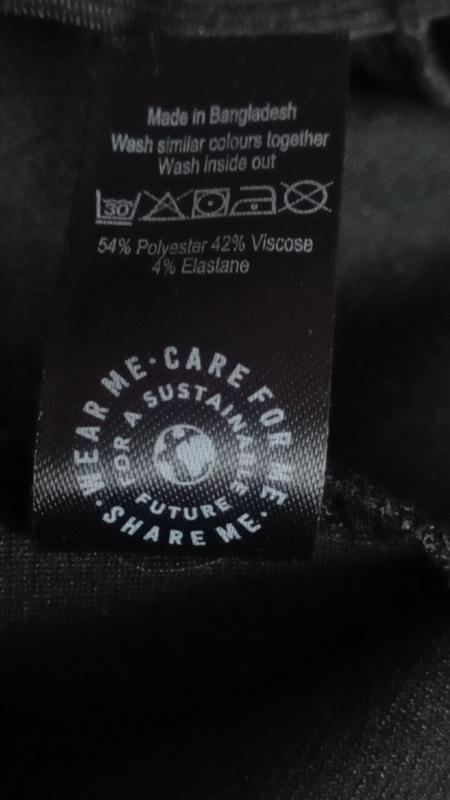 Made in Bangladesh
Wash similar colours together
Wash inside out
30
54% Polyester 42% Viscose
4% Elastane
WEAR ME · CARE FOR ME · SHARE ME ·
FOR A SUSTAINABLE FUTURE